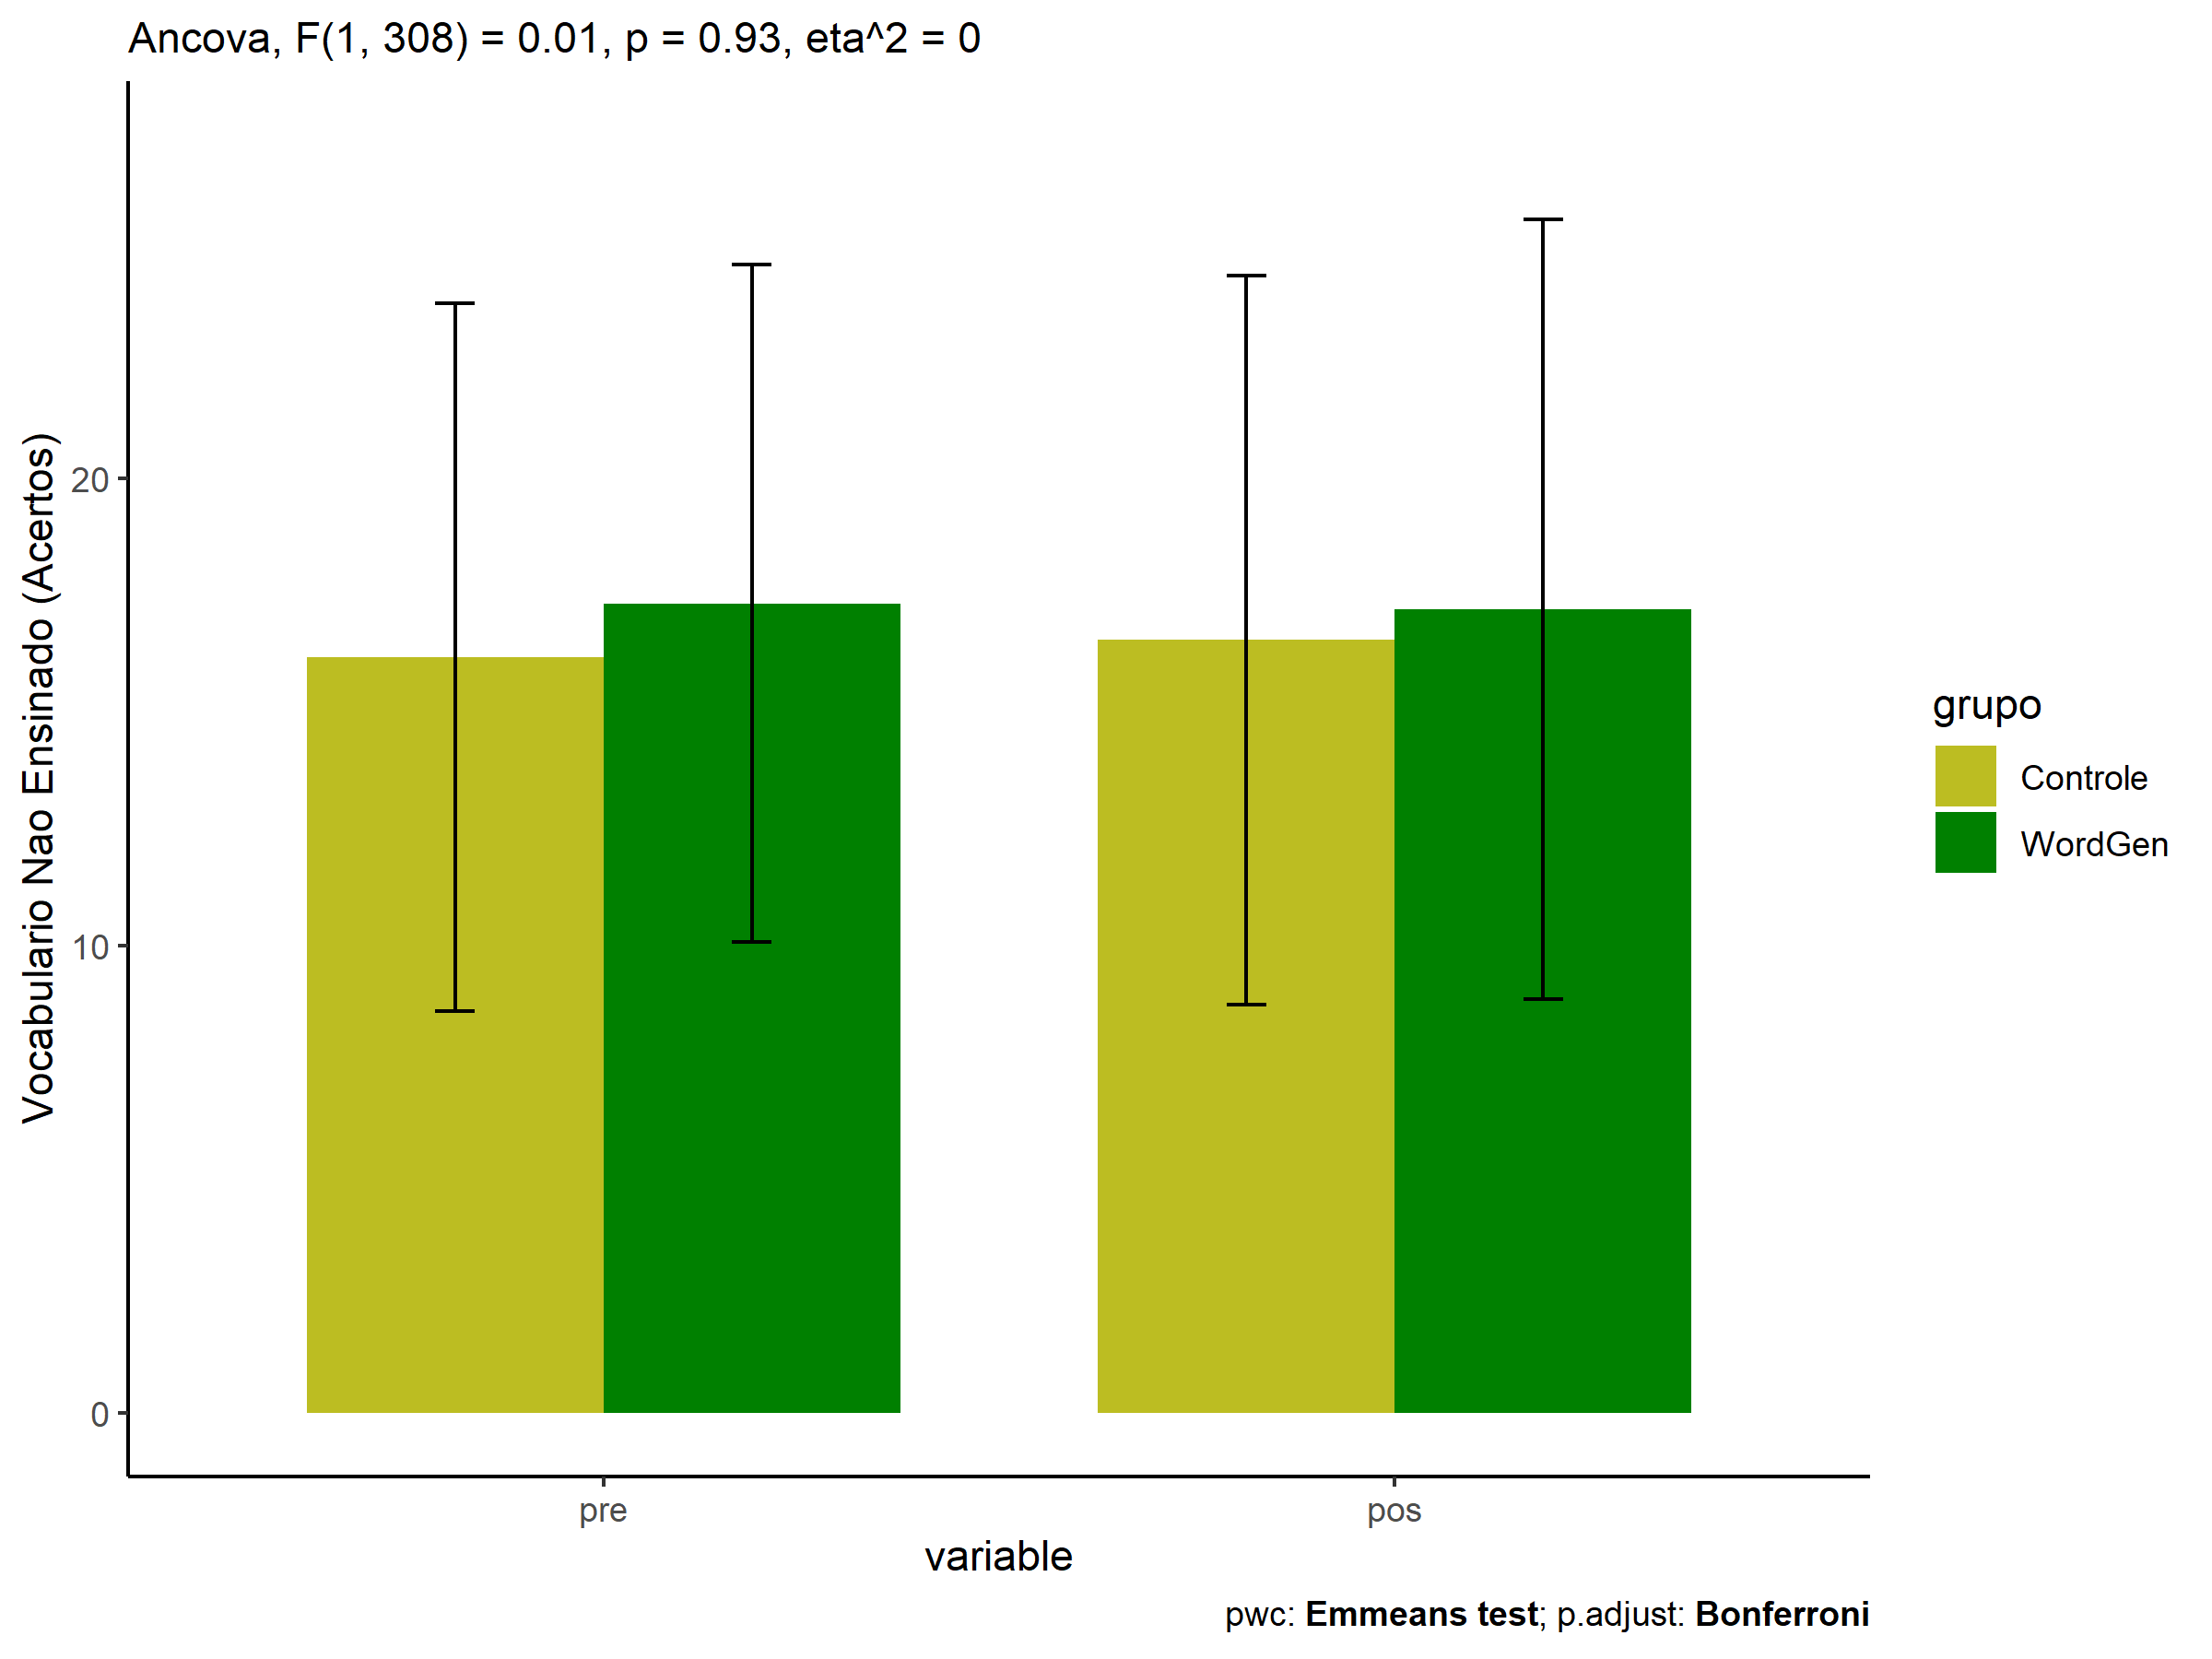 Ancova, F(1, 308) = 0.01, p = 0.93, eta^2 = 0
Vocabulario Nao Ensinado (Acertos)
20
10
0
pre
pos
variable
grupo
Controle
WordGen
pwc: Emmeans test; p.adjust: Bonferroni